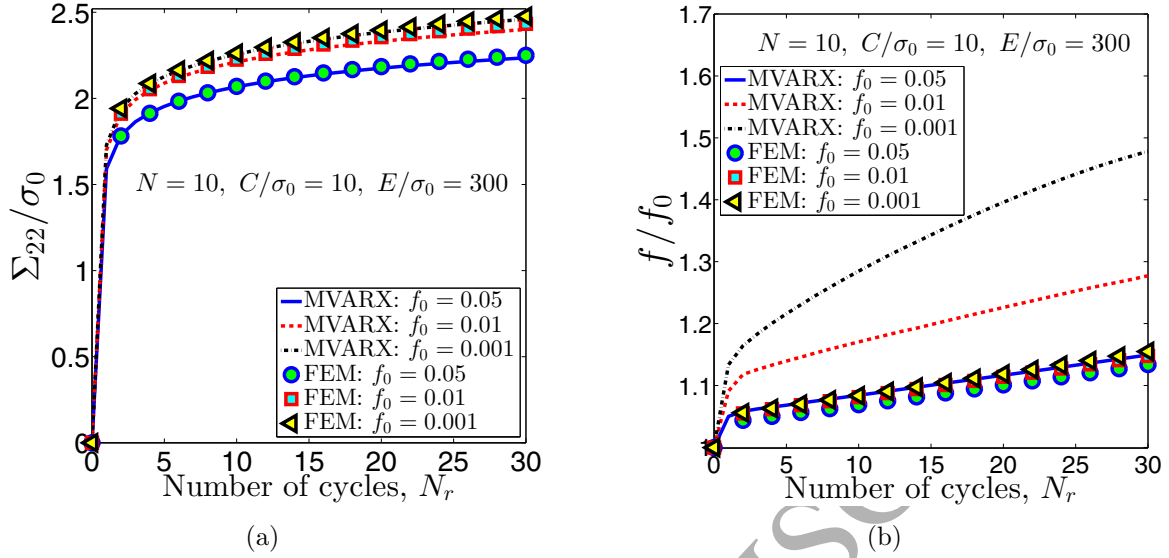 2.5
2
1.5
1
0.5
0
Σ₂₂/σ₀
N = 10, C/σ₀ = 10, E/σ₀ = 300
MVARX: f₀ = 0.05
MVARX: f₀ = 0.01
MVARX: f₀ = 0.001
FEM: f₀ = 0.05
FEM: f₀ = 0.01
FEM: f₀ = 0.001
0 5 10 15 20 25 30
Number of cycles, Nᵣ
(a)
1.7
1.6
1.5
1.4
1.3
1.2
1.1
1
f/f₀
N = 10, C/σ₀ = 10, E/σ₀ = 300
MVARX: f₀ = 0.05
MVARX: f₀ = 0.01
MVARX: f₀ = 0.001
FEM: f₀ = 0.05
FEM: f₀ = 0.01
FEM: f₀ = 0.001
0 5 10 15 20 25 30
Number of cycles, Nᵣ
(b)